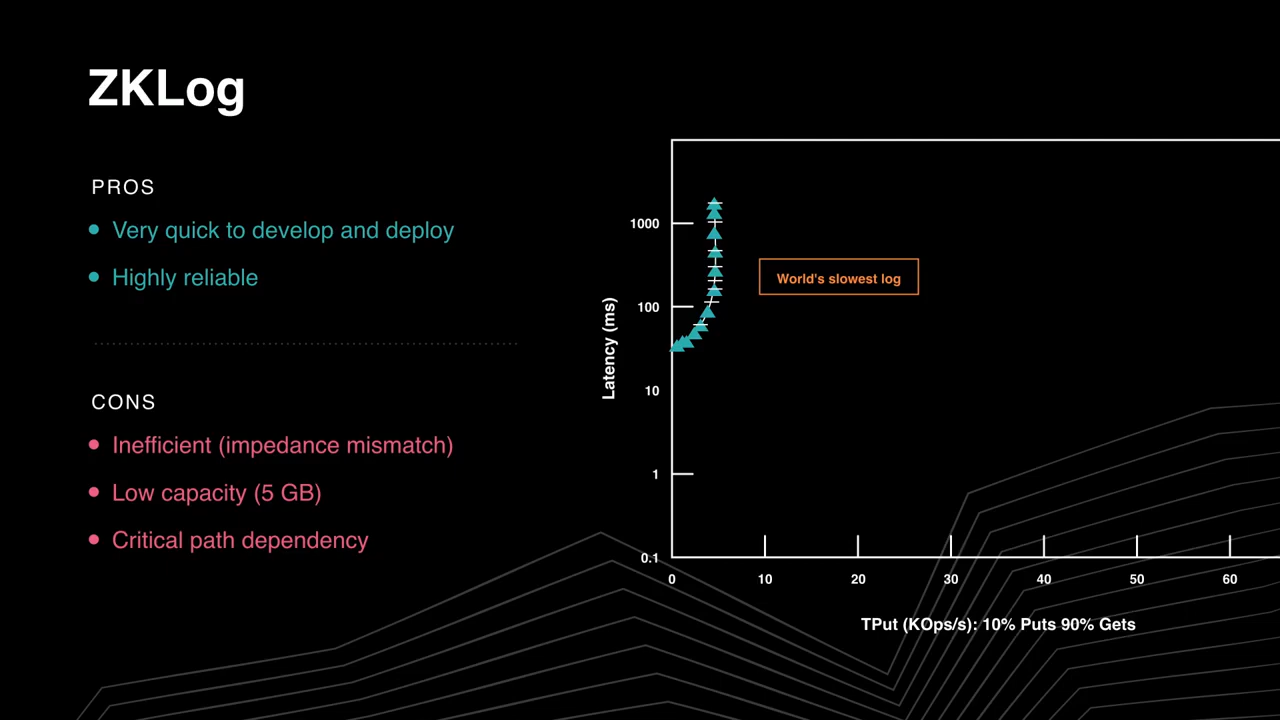 ZKLog
PROS
Very quick to develop and deploy
Highly reliable
CONS
Inefficient (impedance mismatch)
Low capacity (5 GB)
Critical path dependency
Latency (ms)
1000
100
10
1
0.1
World's slowest log
0 10 20 30 40 50 60
TPut (KOps/s): 10% Puts 90% Gets